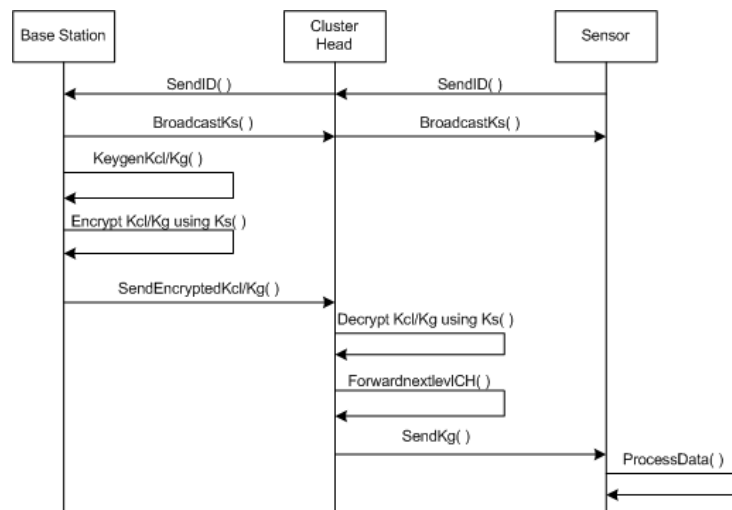 Base Station
Cluster
Head
Sensor
SendID( )
SendID( )
BroadcastKs( )
BroadcastKs( )
KeygenKcl/Kg( )
Encrypt Kcl/Kg using Ks( )
SendEncryptedKcl/Kg( )
Decrypt Kcl/Kg using Ks( )
ForwardnextlevlCH( )
SendKg( )
ProcessData( )